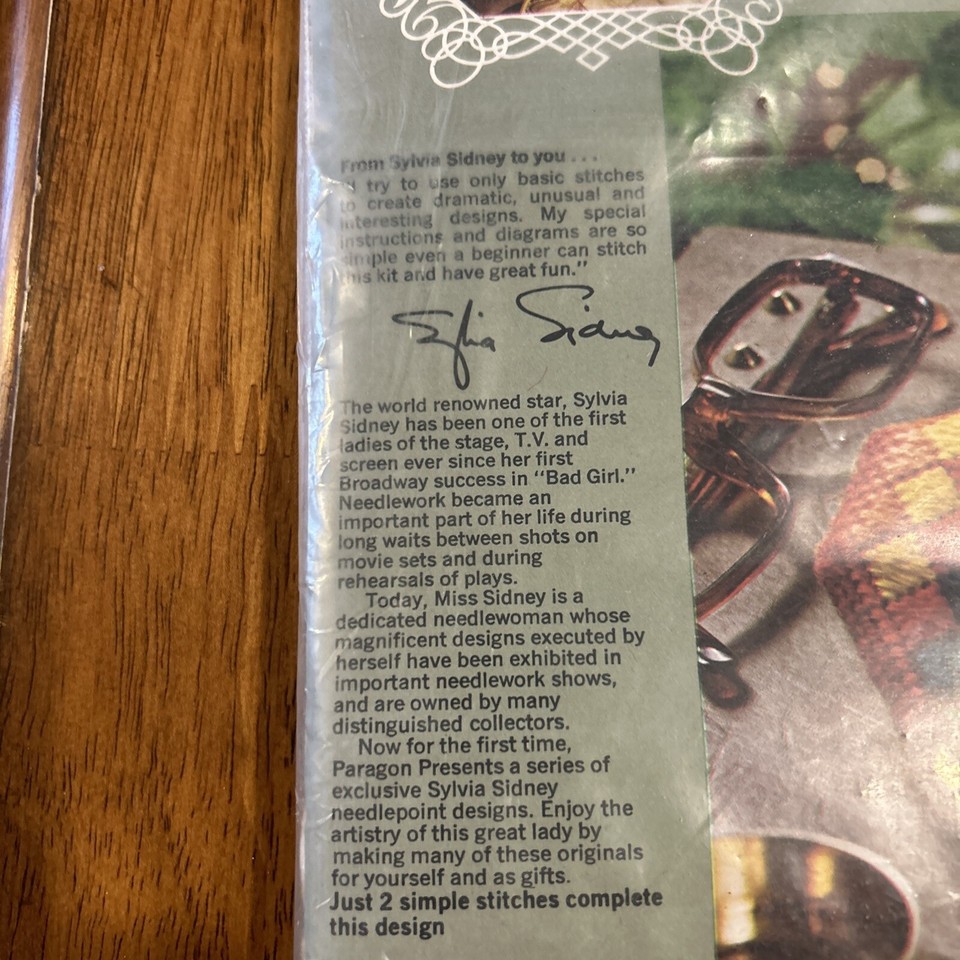 From Sylvia Sidney to you . . .
"I try to use only basic stitches
to create dramatic, unusual and
interesting designs. My special
instructions and diagrams are so
simple even a beginner can stitch
this kit and have great fun."
Sylvia Sidney
The world renowned star, Sylvia
Sidney has been one of the first
ladies of the stage, T.V. and
screen ever since her first
Broadway success in "Bad Girl."
Needlework became an
important part of her life during
long waits between shots on
movie sets and during
rehearsals of plays.
Today, Miss Sidney is a
dedicated needlewoman whose
magnificent designs executed by
herself have been exhibited in
important needlework shows,
and are owned by many
distinguished collectors.
Now for the first time,
Paragon Presents a series of
exclusive Sylvia Sidney
needlepoint designs. Enjoy the
artistry of this great lady by
making many of these originals
for yourself and as gifts.
Just 2 simple stitches complete
this design